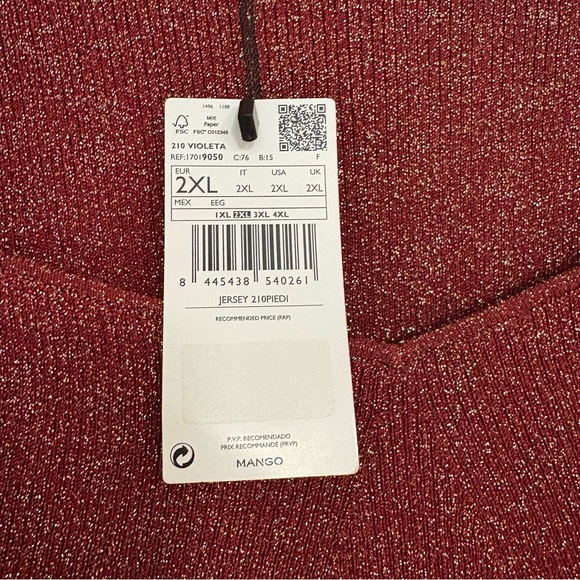 1496 1188
FSC
MIX
Paper
FSC® C012345
210 VIOLETA
REF:17019050 C:76 B:15 F
EUR IT USA UK
2XL 2XL 2XL 2XL
MEX EEG
1XL 2XL 3XL 4XL
8 445438 540261
JERSEY 210PIEDI
RECOMMENDED PRICE (RRP)
P.V.P. RECOMENDADO
PRIX RECOMMANDÉ (PRVP)
MANGO